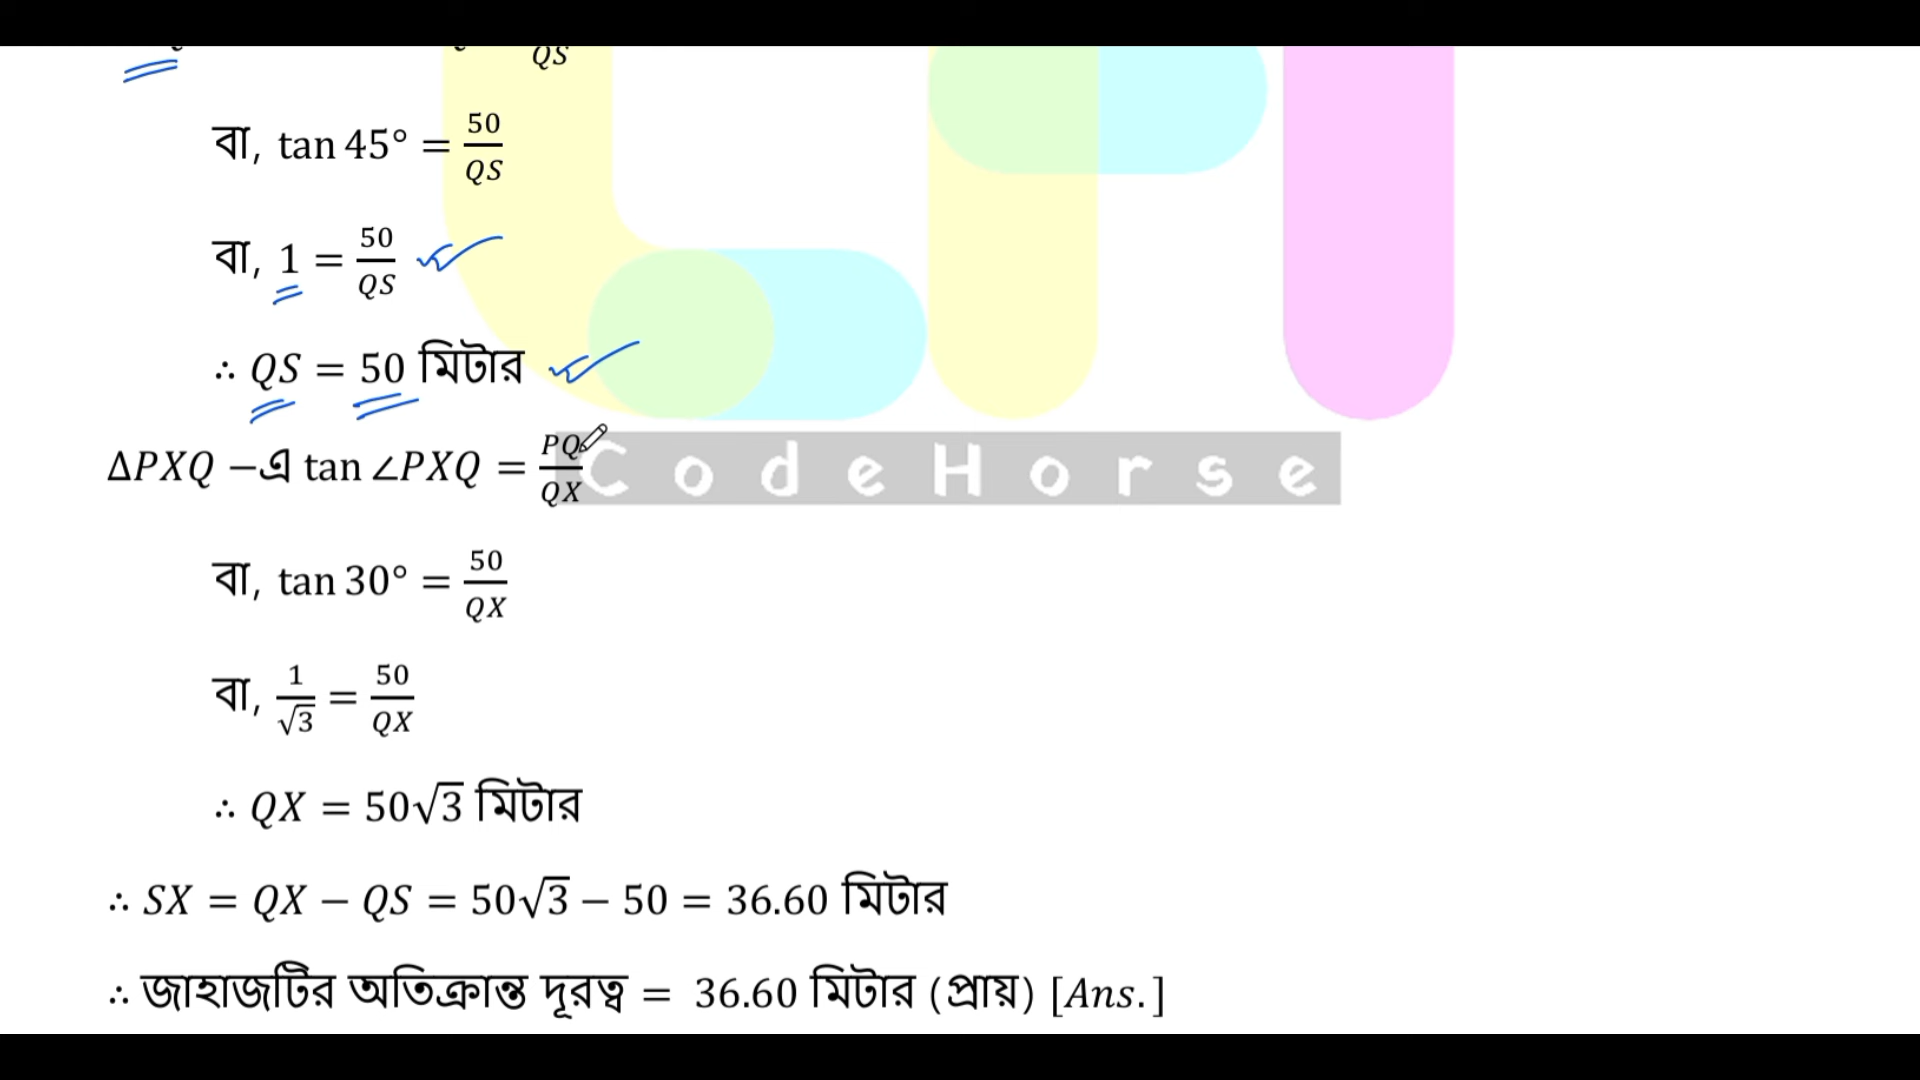 QS
বা, tan 45° = 50/QS
বা, 1 = 50/QS
∴ QS = 50 মিটার
ΔPXQ −এ tan ∠PXQ = PQ/QX
CodeHorse
বা, tan 30° = 50/QX
বা, 1/√3 = 50/QX
∴ QX = 50√3 মিটার
∴ SX = QX − QS = 50√3 − 50 = 36.60 মিটার
∴ জাহাজটির অতিক্রান্ত দূরত্ব = 36.60 মিটার (প্রায়) [Ans.]